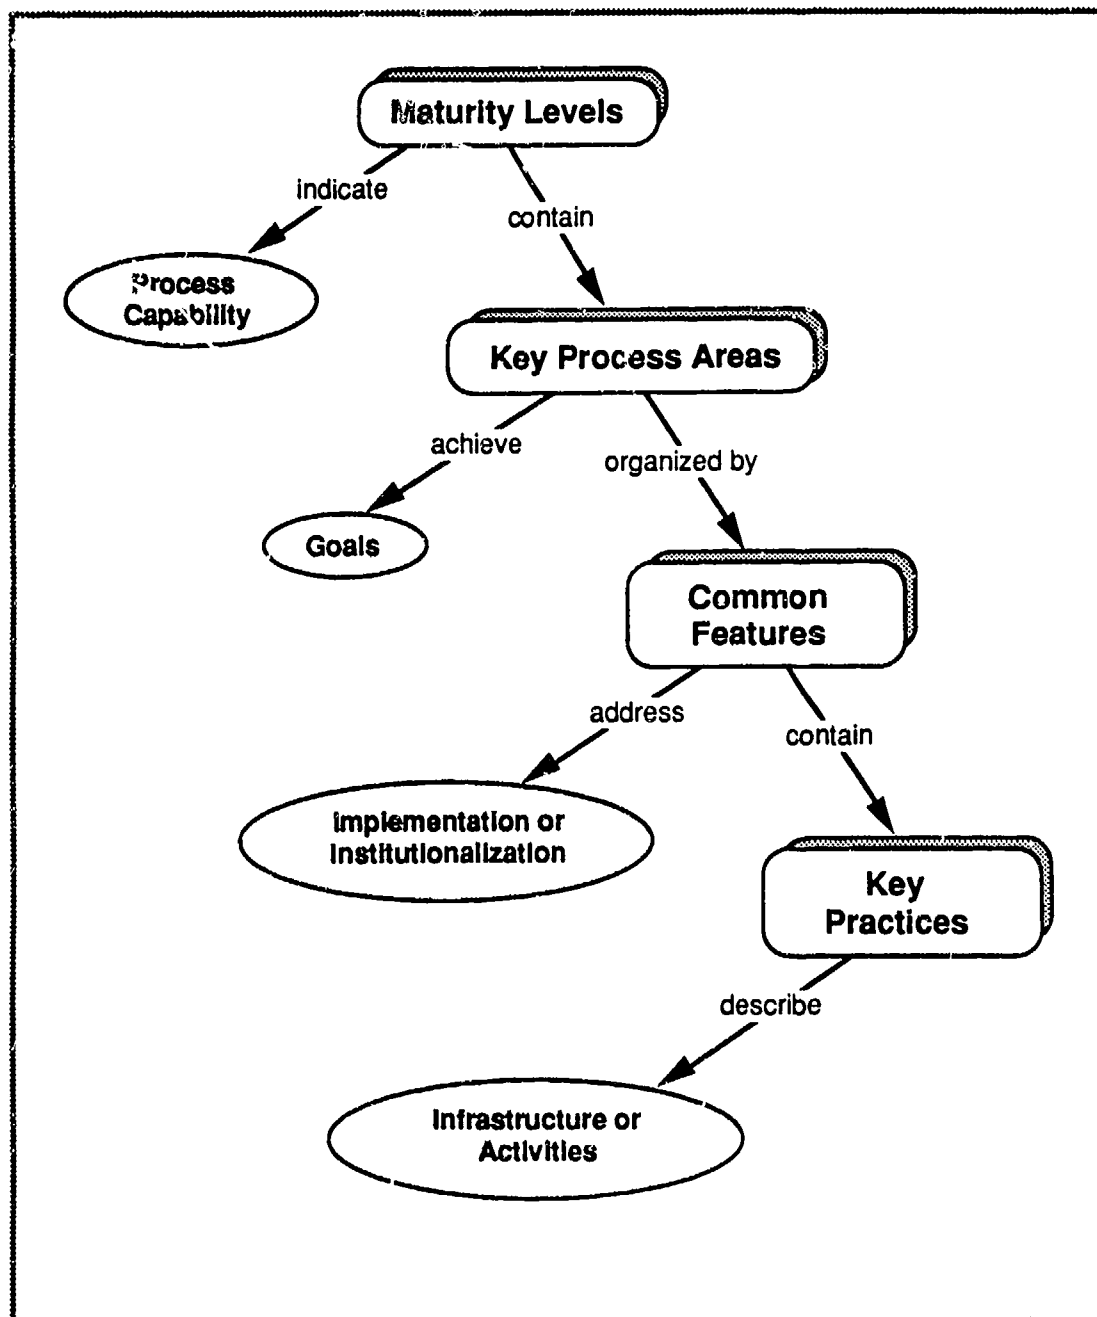 Maturity Levels
indicate
contain
Process
Capability
Key Process Areas
achieve
organized by
Goals
Common
Features
address
contain
Implementation or
Institutionalization
Key
Practices
describe
Infrastructure or
Activities